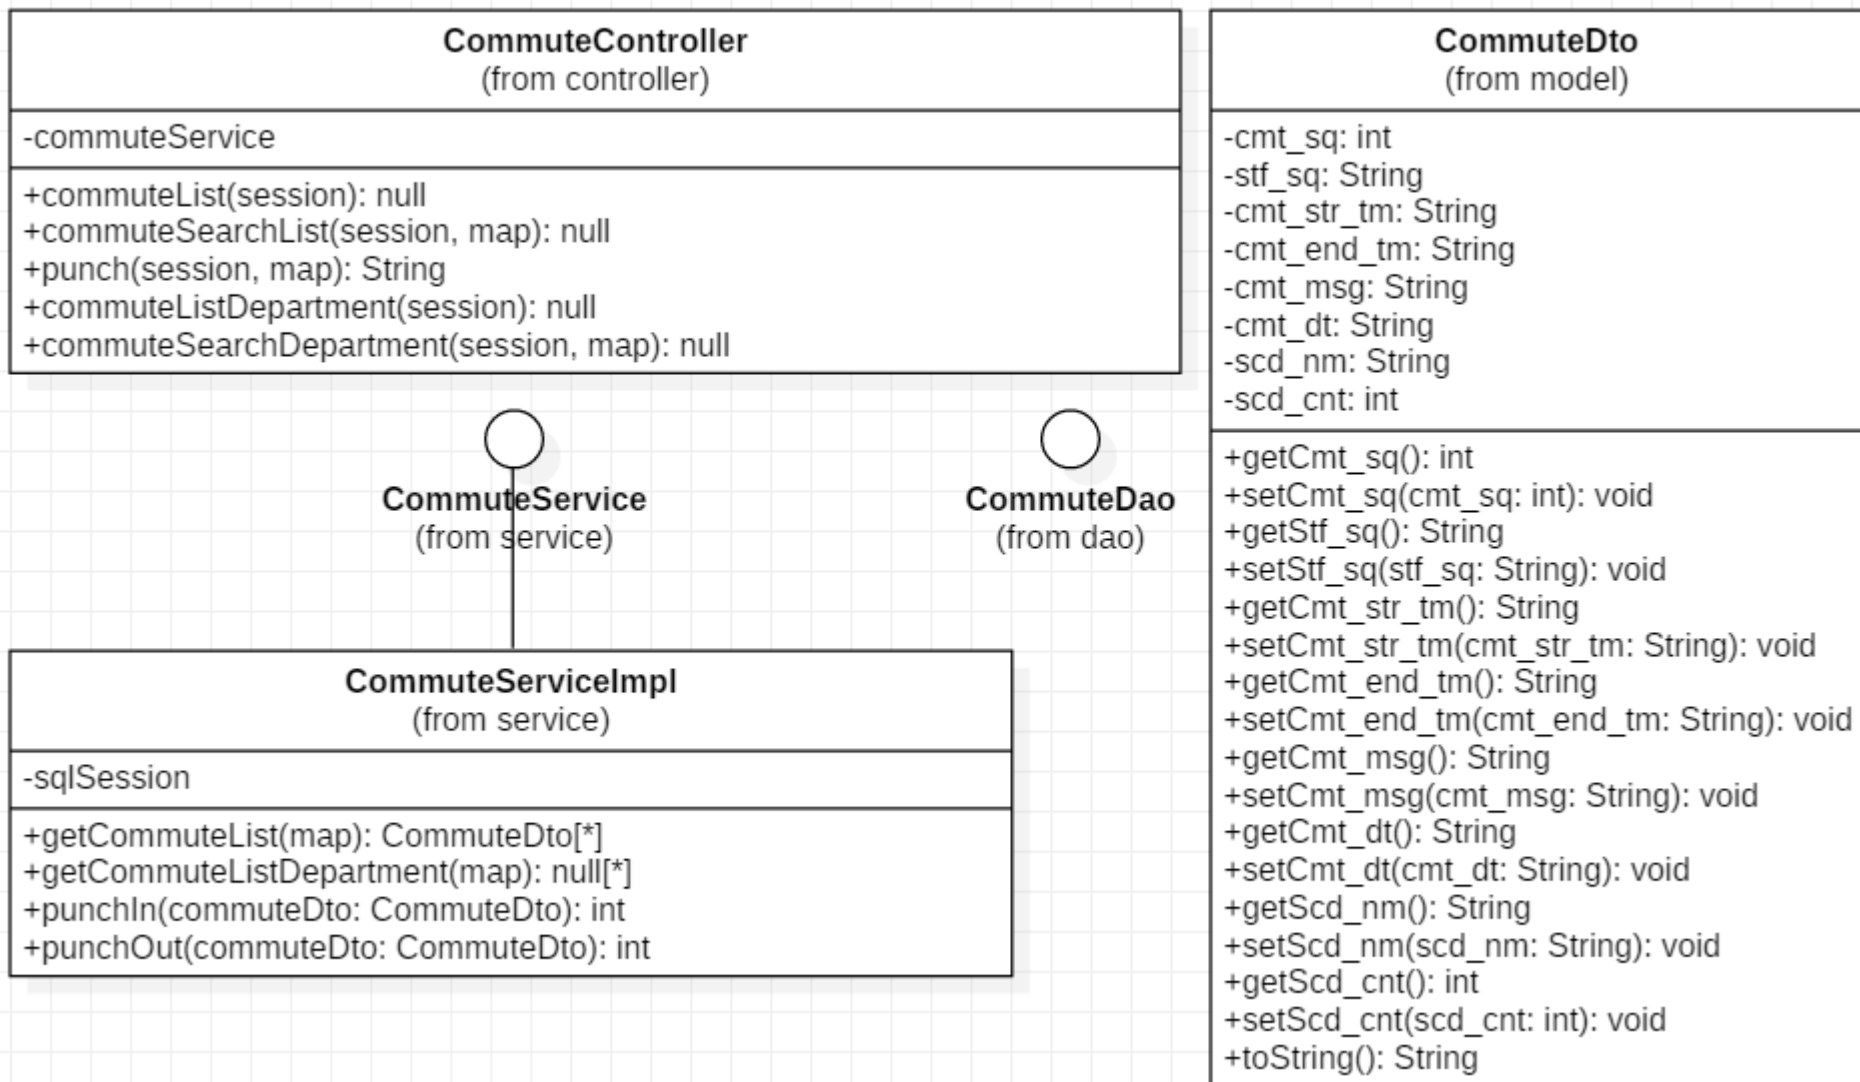 CommuteController
(from controller)
-commuteService
+commuteList(session): null
+commuteSearchList(session, map): null
+punch(session, map): String
+commuteListDepartment(session): null
+commuteSearchDepartment(session, map): null
CommuteService
(from service)
CommuteDao
(from dao)
CommuteServiceImpl
(from service)
-sqlSession
+getCommuteList(map): CommuteDto[*]
+getCommuteListDepartment(map): null[*]
+punchIn(commuteDto: CommuteDto): int
+punchOut(commuteDto: CommuteDto): int
CommuteDto
(from model)
-cmt_sq: int
-stf_sq: String
-cmt_str_tm: String
-cmt_end_tm: String
-cmt_msg: String
-cmt_dt: String
-scd_nm: String
-scd_cnt: int
+getCmt_sq(): int
+setCmt_sq(cmt_sq: int): void
+getStf_sq(): String
+setStf_sq(stf_sq: String): void
+getCmt_str_tm(): String
+setCmt_str_tm(cmt_str_tm: String): void
+getCmt_end_tm(): String
+setCmt_end_tm(cmt_end_tm: String): void
+getCmt_msg(): String
+setCmt_msg(cmt_msg: String): void
+getCmt_dt(): String
+setCmt_dt(cmt_dt: String): void
+getScd_nm(): String
+setScd_nm(scd_nm: String): void
+getScd_cnt(): int
+setScd_cnt(scd_cnt: int): void
+toString(): String